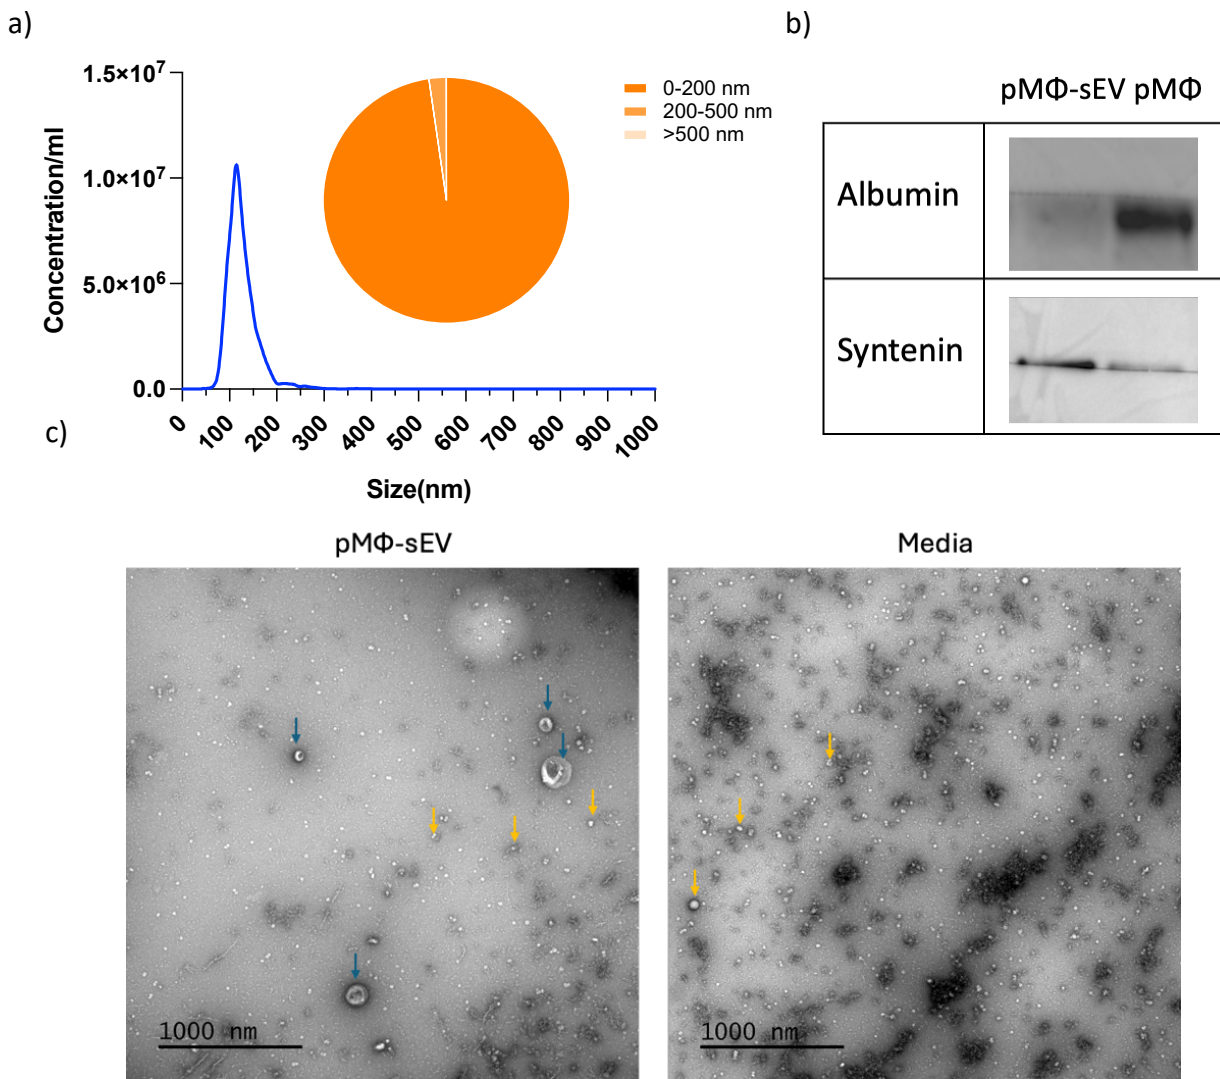 a)
Concentration/ml
1.5×10⁷
1.0×10⁷
5.0×10⁶
0.0
0 100 200 300 400 500 600 700 800 900 1000
Size(nm)
0-200 nm
200-500 nm
>500 nm
b)
pMΦ-sEV pMΦ
Albumin
Syntenin
c)
pMΦ-sEV
Media
1000 nm
1000 nm